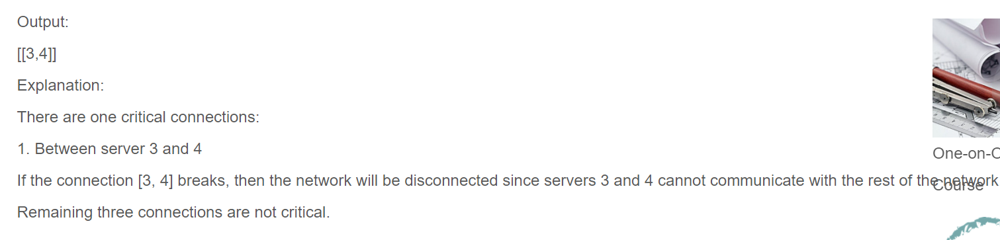 Output:
[[3,4]]
Explanation:
There are one critical connections:
1. Between server 3 and 4
If the connection [3, 4] breaks, then the network will be disconnected since servers 3 and 4 cannot communicate with the rest of the network
Remaining three connections are not critical.
One-on-
Course